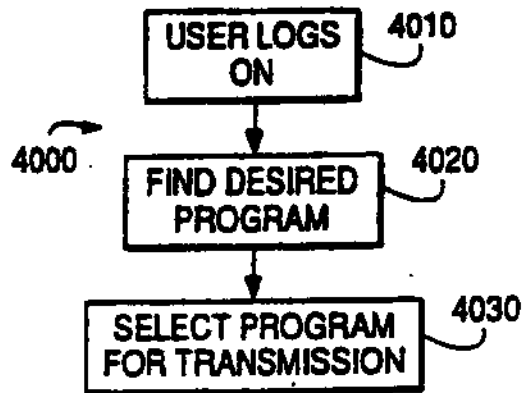 USER LOGS
ON
4010
4000
FIND DESIRED
PROGRAM
4020
SELECT PROGRAM
FOR TRANSMISSION
4030